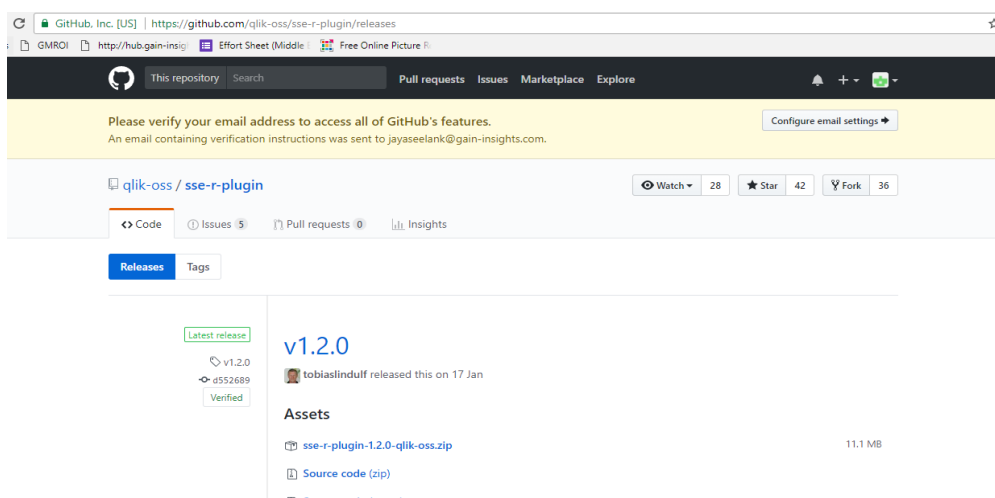 GitHub, Inc. [US] | https://github.com/qlik-oss/sse-r-plugin/releases
GMROI http://hub.gain-insig Effort Sheet (Middle Free Online Picture R
This repository Search Pull requests Issues Marketplace Explore
Please verify your email address to access all of GitHub's features.
Configure email settings
An email containing verification instructions was sent to jayaseelank@gain-insights.com.
qlik-oss / sse-r-plugin
Watch 28 Star 42 Fork 36
Code Issues 5 Pull requests 0 Insights
Releases Tags
Latest release
v1.2.0
v1.2.0
tobiaslindulf released this on 17 Jan
d552689
Verified
Assets
sse-r-plugin-1.2.0-qlik-oss.zip 11.1 MB
Source code (zip)